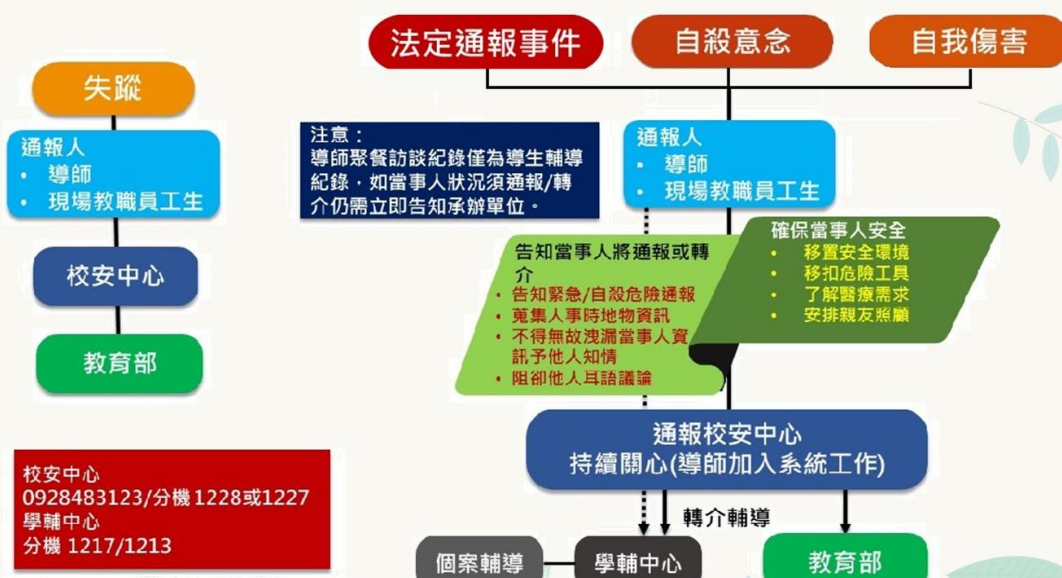 法定通報事件
自殺意念
自我傷害
失蹤
通報人
• 導師
• 現場教職員工生
校安中心
教育部
注意：
導師聚餐訪談紀錄僅為導生輔導
紀錄，如當事人狀況須通報/轉
介仍需立即告知承辦單位。
通報人
• 導師
• 現場教職員工生
告知當事人將通報或轉
介
• 告知緊急/自殺危險通報
• 蒐集人事時地物資訊
• 不得無故洩漏當事人資
訊予他人知情
• 阻卻他人耳語議論
確保當事人安全
• 移置安全環境
• 移扣危險工具
• 了解醫療需求
• 安排親友照顧
通報校安中心
持續關心(導師加入系統工作)
轉介輔導
個案輔導
學輔中心
教育部
校安中心
0928483123/分機1228或1227
學輔中心
分機 1217/1213